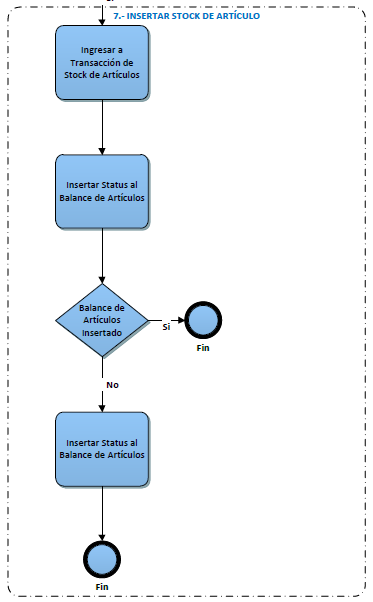 7.- INSERTAR STOCK DE ARTÍCULO
Ingresar a
Transacción de
Stock de Artículos
Insertar Status al
Balance de Artículos
Balance de
Artículos
Insertado
Si
Fin
No
Insertar Status al
Balance de Artículos
Fin